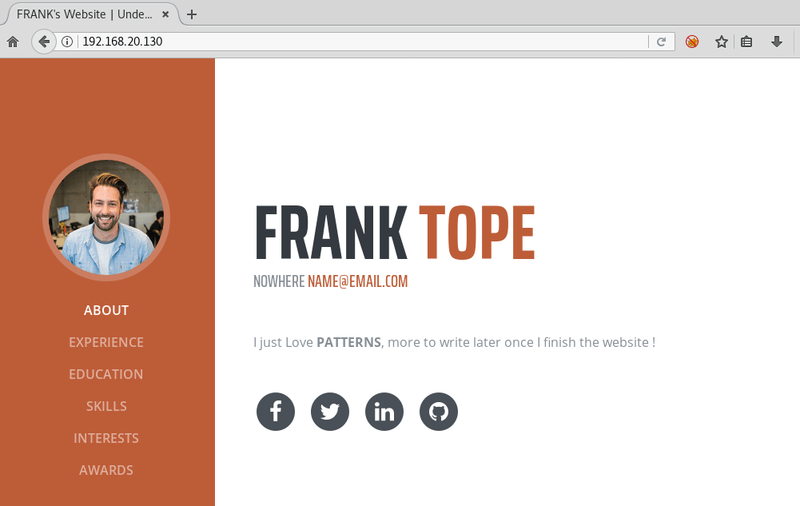 FRANK's Website | Unde...
192.168.20.130
ABOUT
EXPERIENCE
EDUCATION
SKILLS
INTERESTS
AWARDS
FRANK TOPE
NOWHERE NAME@EMAIL.COM
I just Love PATTERNS, more to write later once I finish the website !